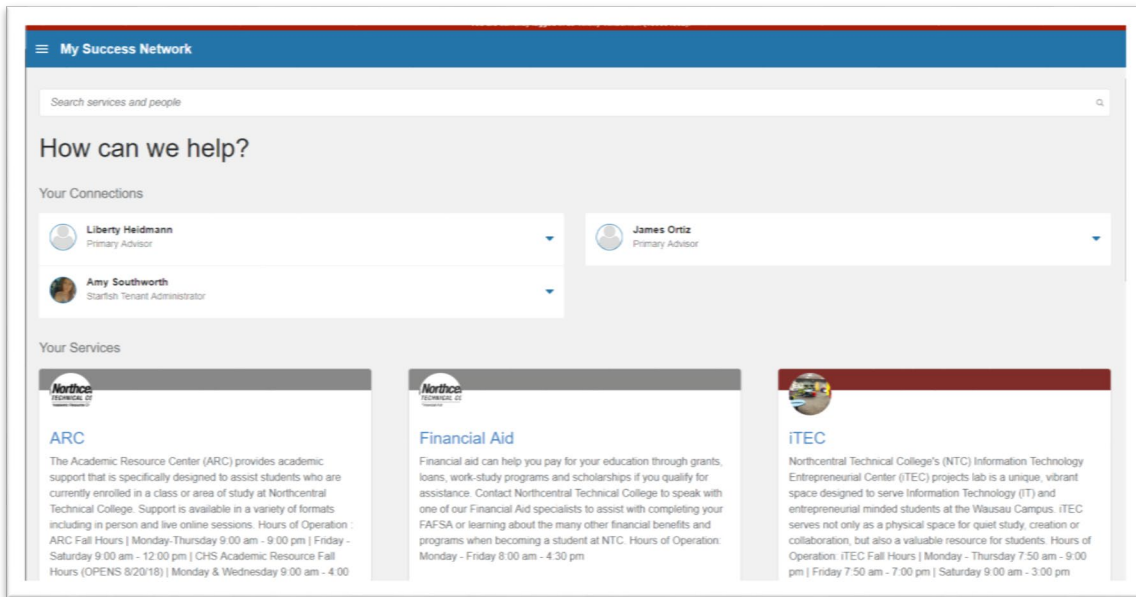 My Success Network
Search services and people
How can we help?
Your Connections
Liberty Heidmann
Primary Advisor
James Ortiz
Primary Advisor
Amy Southworth
Starfish Tenant Administrator
Your Services
Northce
TECHNICAL CO
ARC
The Academic Resource Center (ARC) provides academic
support that is specifically designed to assist students who are
currently enrolled in a class or area of study at Northcentral
Technical College. Support is available in a variety of formats
including in person and live online sessions. Hours of Operation :
ARC Fall Hours | Monday-Thursday 9:00 am - 9:00 pm | Friday -
Saturday 9:00 am - 12:00 pm | CHS Academic Resource Fall
Hours (OPENS 8/20/18) | Monday & Wednesday 9:00 am - 4:00
Northce
TECHNICAL CO
Financial Aid
Financial aid can help you pay for your education through grants,
loans, work-study programs and scholarships if you qualify for
assistance. Contact Northcentral Technical College to speak with
one of our Financial Aid specialists to assist with completing your
FAFSA or learning about the many other financial benefits and
programs when becoming a student at NTC. Hours of Operation:
Monday - Friday 8:00 am - 4:30 pm
iTEC
Northcentral Technical College's (NTC) Information Technology
Entrepreneurial Center (iTEC) projects lab is a unique, vibrant
space designed to serve Information Technology (IT) and
entrepreneurial minded students at the Wausau Campus. iTEC
serves not only as a physical space for quiet study, creation or
collaboration, but also a valuable resource for students. Hours of
Operation: iTEC Fall Hours | Monday - Thursday 7:50 am - 9:00
pm | Friday 7:50 am - 7:00 pm | Saturday 9:00 am - 3:00 pm